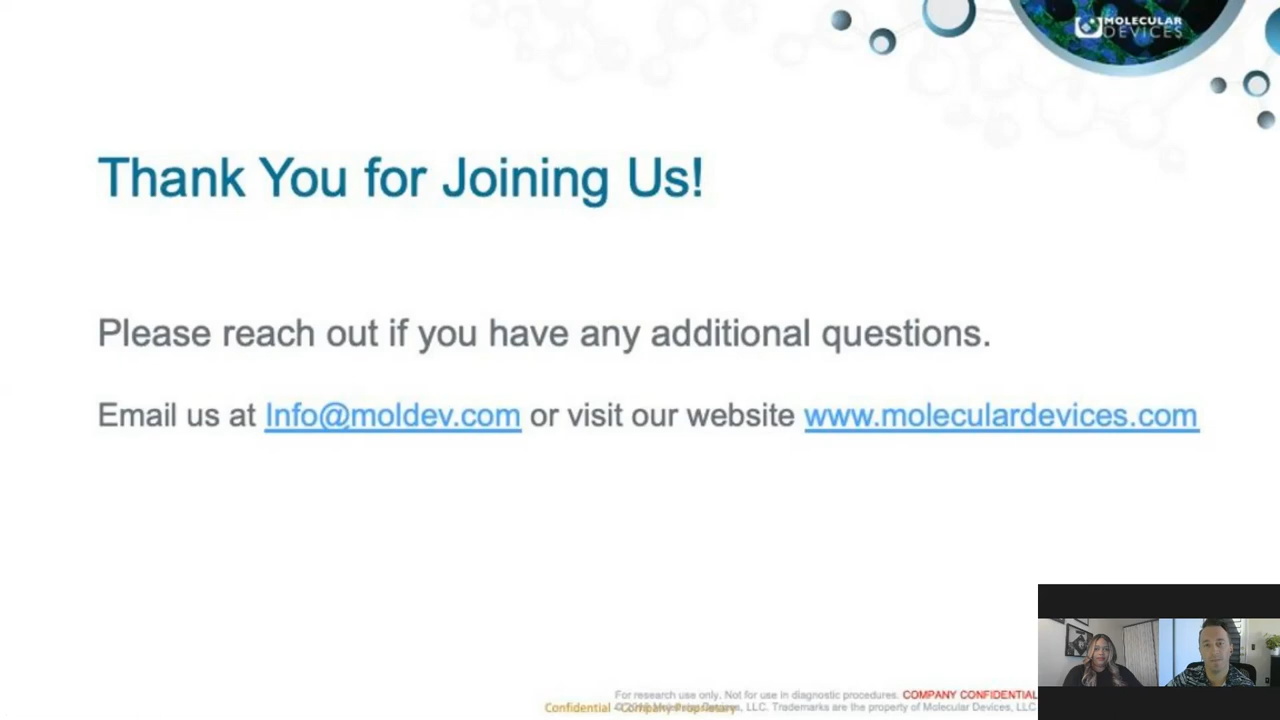 MOLECULAR
DEVICES
Thank You for Joining Us!
Please reach out if you have any additional questions.
Email us at Info@moldev.com or visit our website www.moleculardevices.com
For research use only. Not for use in diagnostic procedures. COMPANY CONFIDENTIAL
Confidential – Company Proprietary
LLC. Trademarks are the property of Molecular Devices, LLC